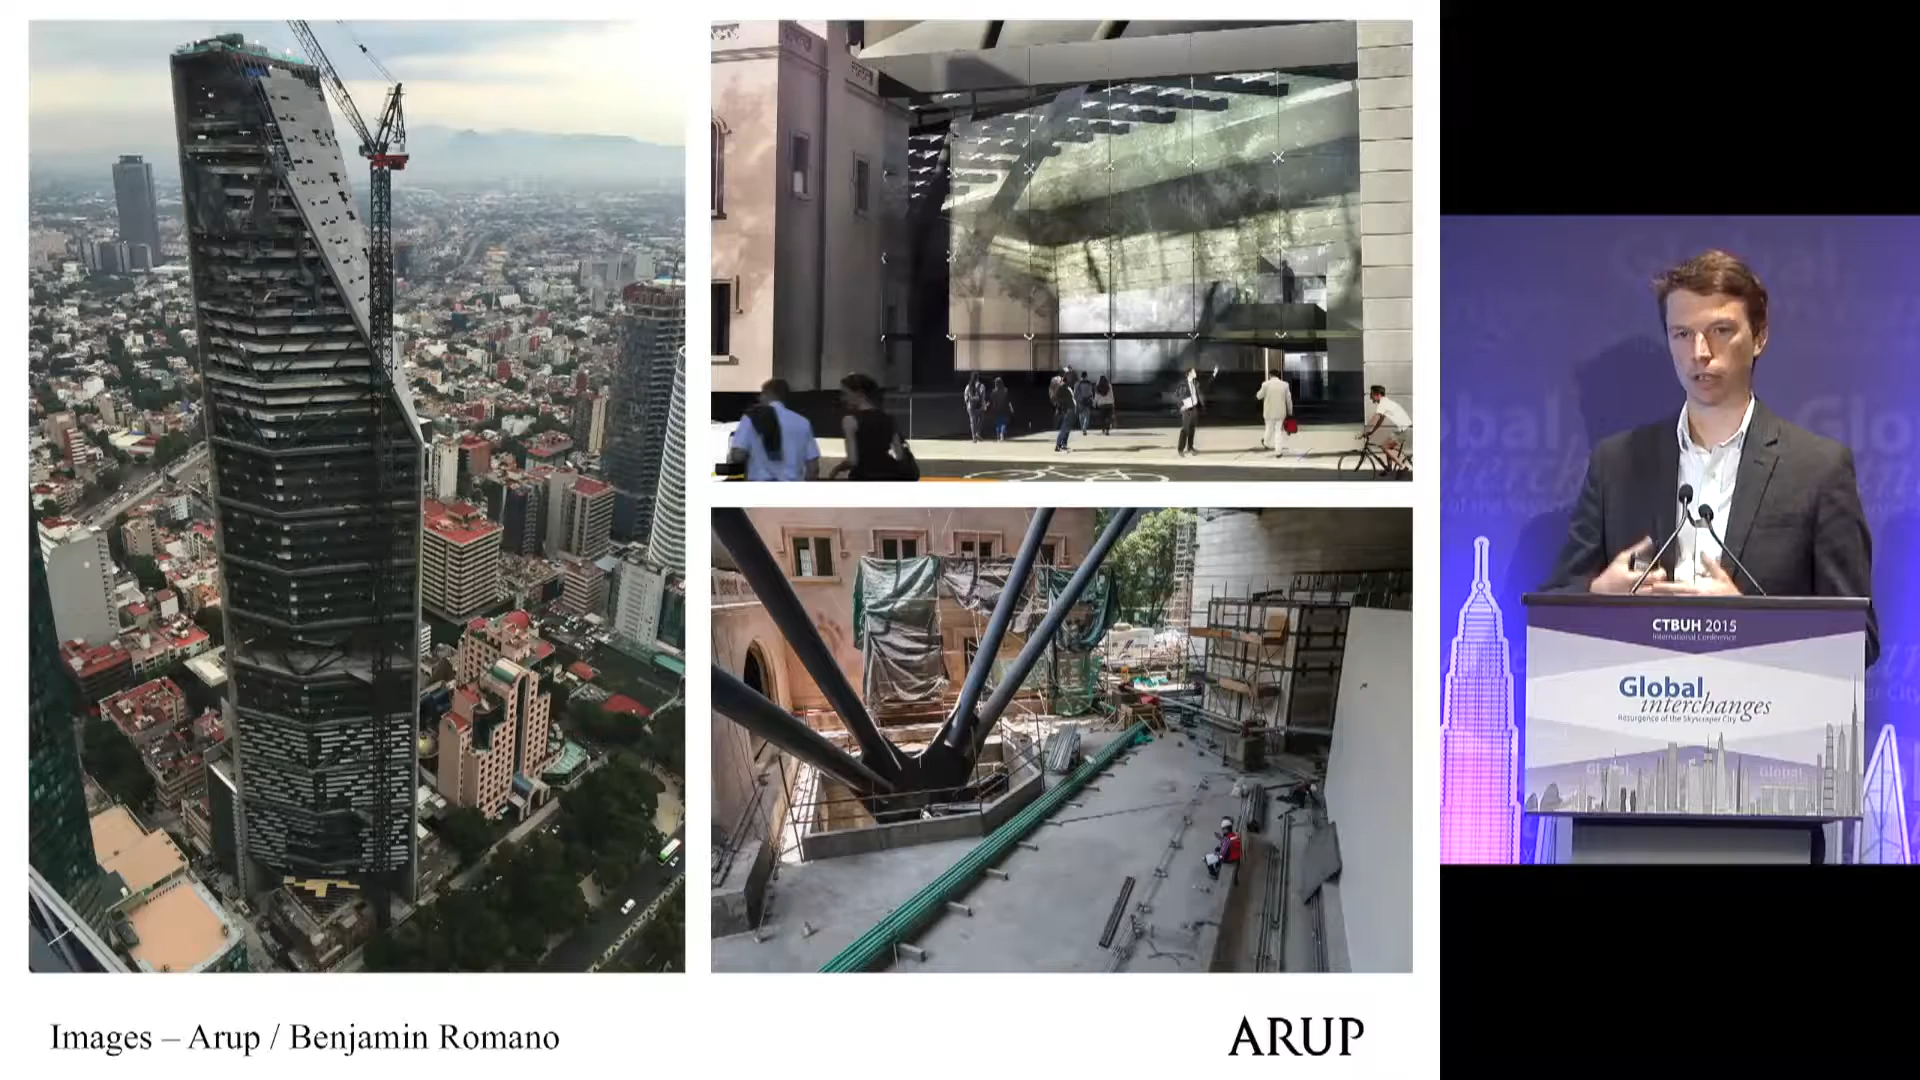 Images – Arup / Benjamin Romano
ARUP
CTBUH 2015
International Conference
Global
interchanges
Resurgence of the Skyscraper City